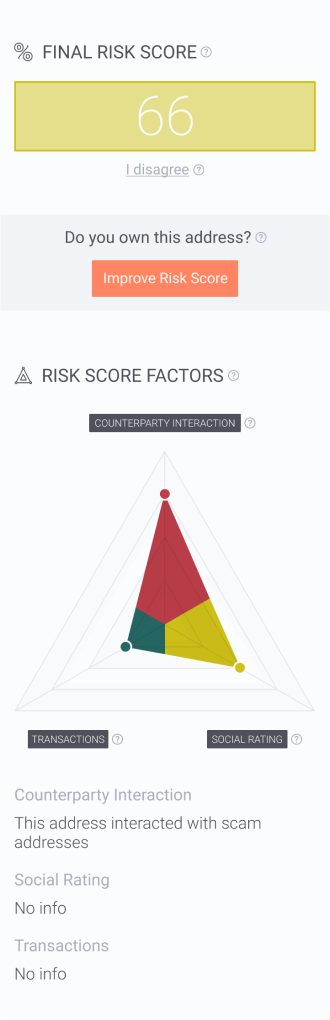 FINAL RISK SCORE
66
I disagree
Do you own this address?
Improve Risk Score
RISK SCORE FACTORS
COUNTERPARTY INTERACTION
TRANSACTIONS
SOCIAL RATING
Counterparty Interaction
This address interacted with scam
addresses
Social Rating
No info
Transactions
No info